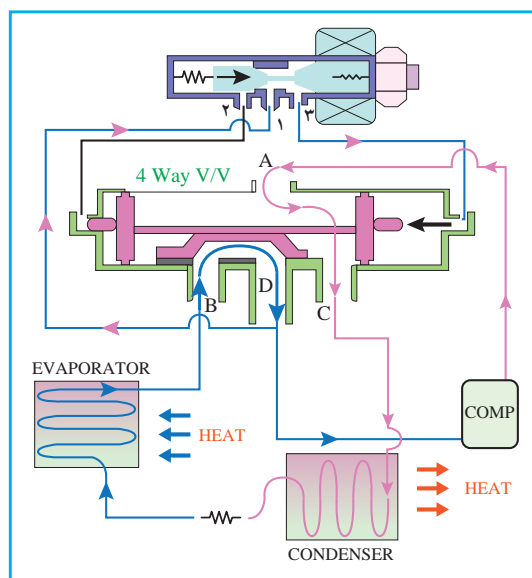 ۲
۱
۳
A
4 Way V/V
B
D
C
EVAPORATOR
COMP
HEAT
HEAT
CONDENSER